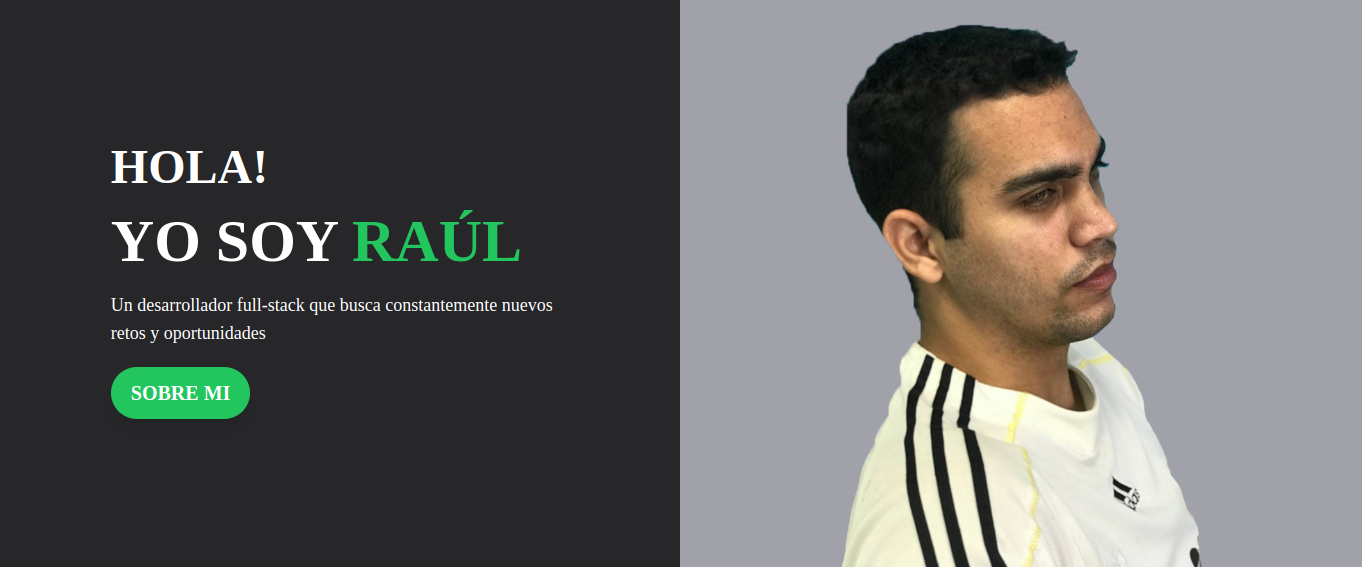 HOLA!
YO SOY RAÚL
Un desarrollador full-stack que busca constantemente nuevos
retos y oportunidades
SOBRE MI